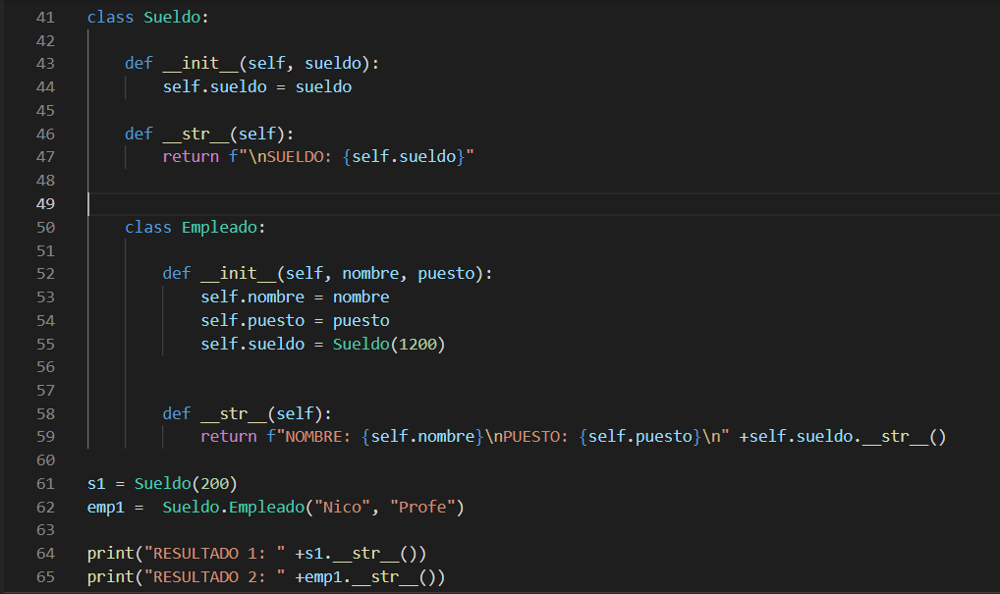 41 class Sueldo:
42
43     def __init__(self, sueldo):
44         self.sueldo = sueldo
45
46     def __str__(self):
47         return f"\nSUELDO: {self.sueldo}"
48
49
50     class Empleado:
51
52         def __init__(self, nombre, puesto):
53             self.nombre = nombre
54             self.puesto = puesto
55             self.sueldo = Sueldo(1200)
56
57
58         def __str__(self):
59             return f"NOMBRE: {self.nombre}\nPUESTO: {self.puesto}\n" +self.sueldo.__str__()
60
61 s1 = Sueldo(200)
62 emp1 =  Sueldo.Empleado("Nico", "Profe")
63
64 print("RESULTADO 1: " +s1.__str__())
65 print("RESULTADO 2: " +emp1.__str__())